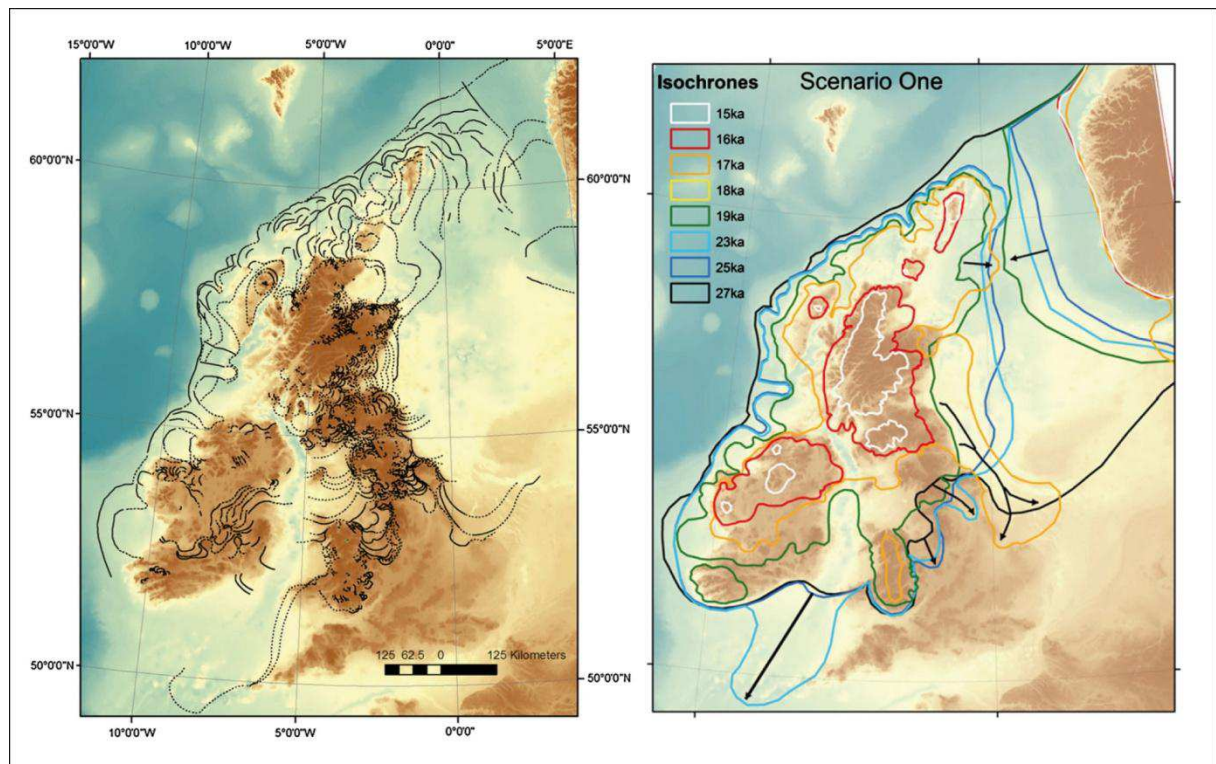 15°0'0"W 10°0'0"W 5°0'0"W 0°0'0"W 5°0'0"E
60°0'0"N
60°0'0"N
55°0'0"N
55°0'0"N
50°0'0"N
50°0'0"N
125 62.5 0 125 Kilometers
10°0'0"W 5°0'0"W 0°0'0"W
Isochrones Scenario One
15ka
16ka
17ka
18ka
19ka
23ka
25ka
27ka